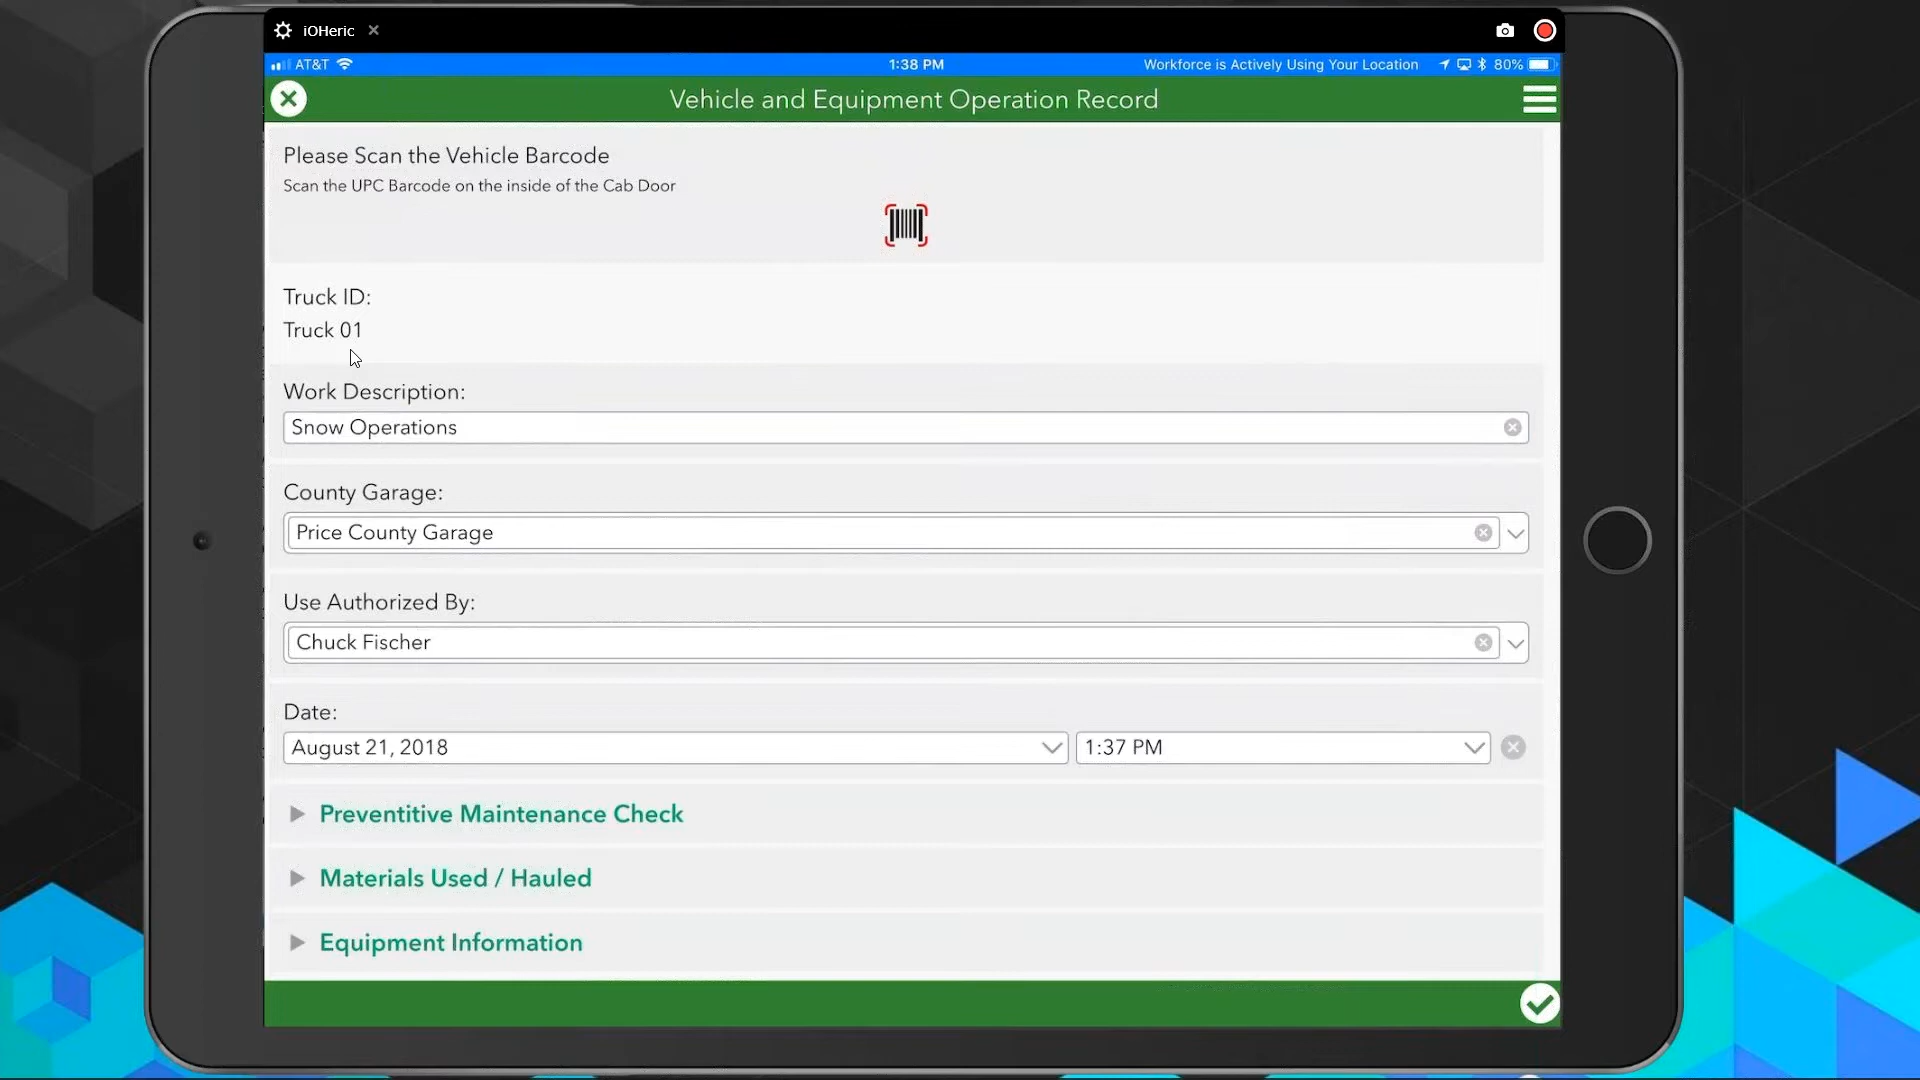 iOHeric
AT&T 1:38 PM Workforce is Actively Using Your Location 80%
Vehicle and Equipment Operation Record
Please Scan the Vehicle Barcode
Scan the UPC Barcode on the inside of the Cab Door
Truck ID:
Truck 01
Work Description:
Snow Operations
County Garage:
Price County Garage
Use Authorized By:
Chuck Fischer
Date:
August 21, 2018 1:37 PM
Preventitive Maintenance Check
Materials Used / Hauled
Equipment Information